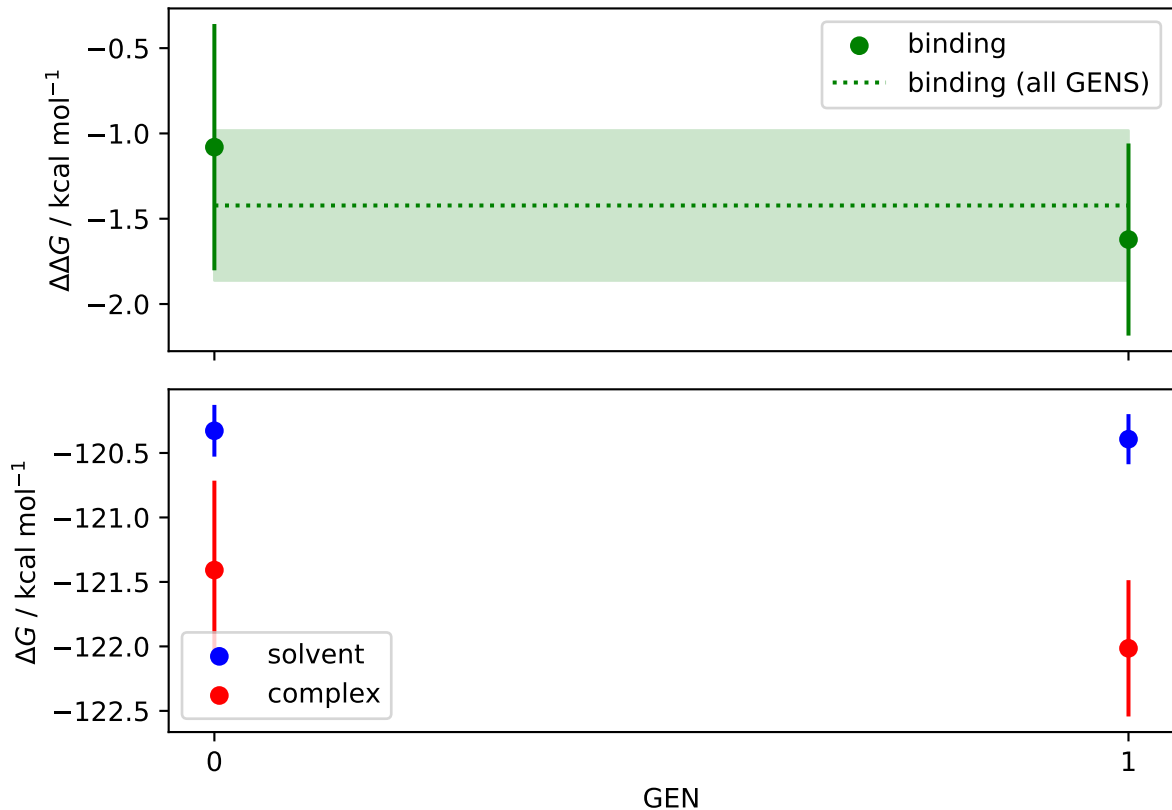 −0.5
−1.0
−1.5
−2.0
ΔΔG / kcal mol⁻¹
binding
binding (all GENS)
−120.5
−121.0
−121.5
−122.0
−122.5
ΔG / kcal mol⁻¹
solvent
complex
0
1
GEN